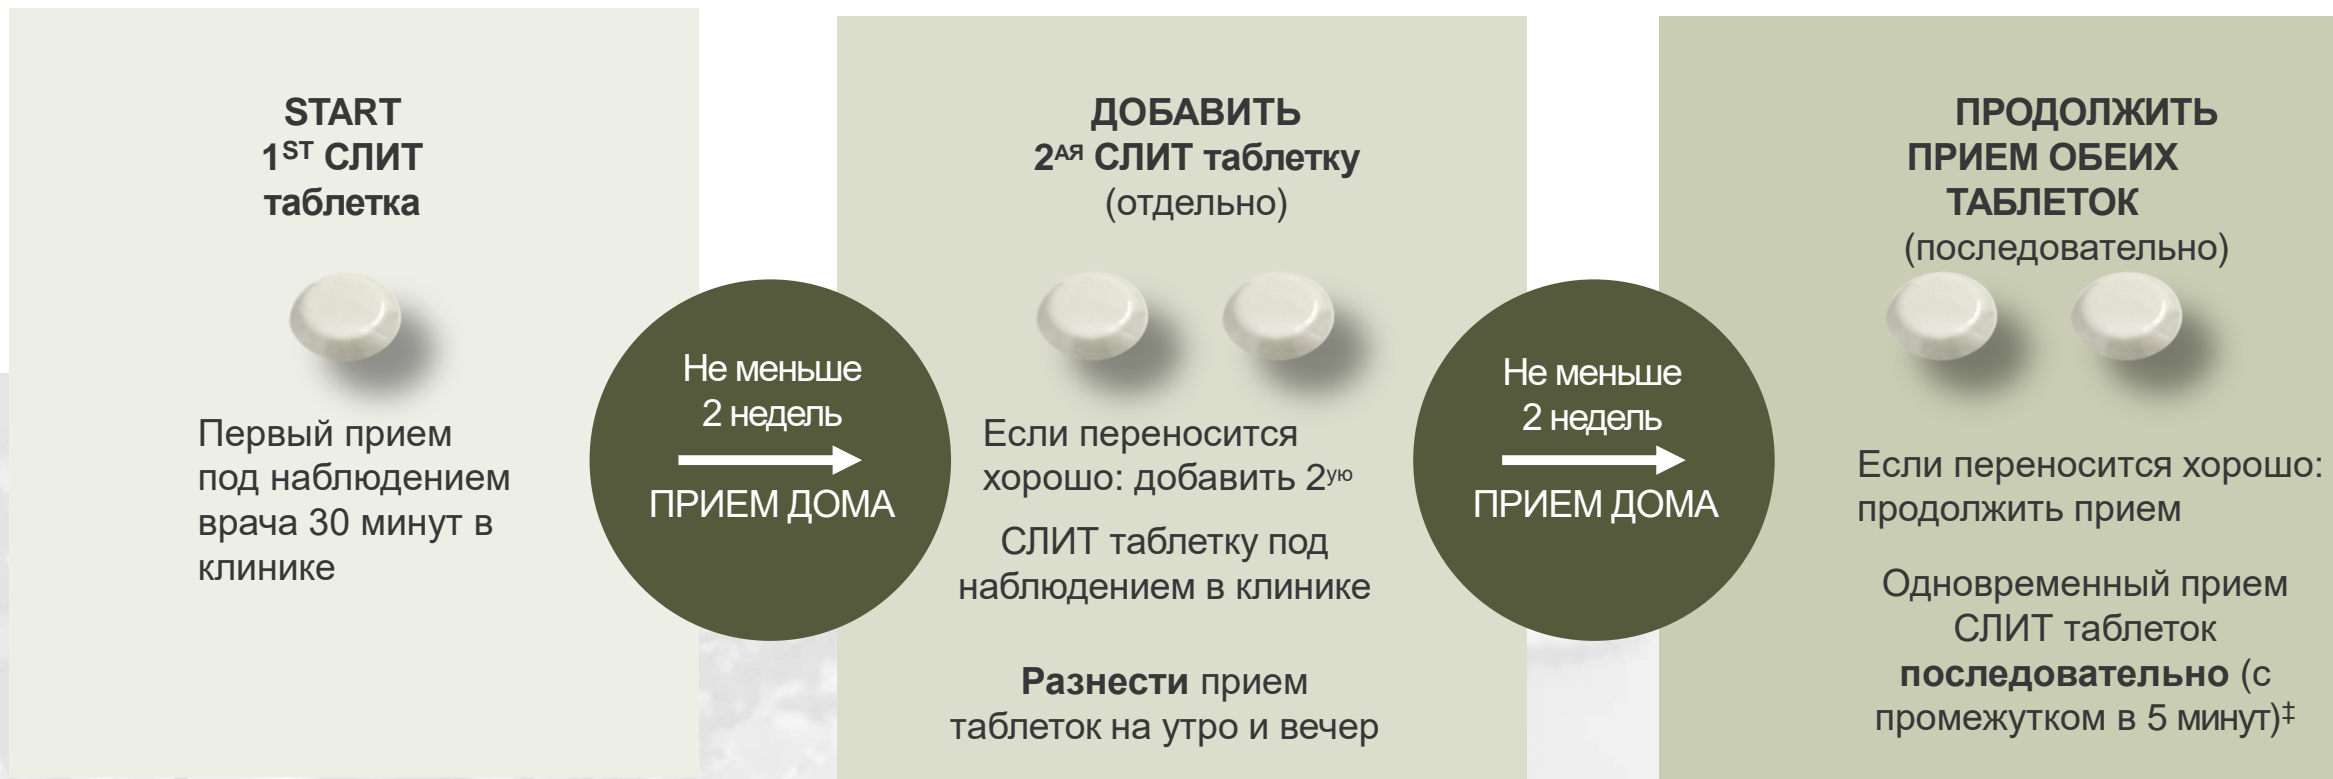 START
1ST СЛИТ
таблетка
Первый прием
под наблюдением
врача 30 минут в
клинике
Не меньше
2 недель
ПРИЕМ ДОМА
ДОБАВИТЬ
2АЯ СЛИТ таблетку
(отдельно)
Если переносится
хорошо: добавить 2ую
СЛИТ таблетку под
наблюдением в клинике
Разнести прием
таблеток на утро и вечер
Не меньше
2 недель
ПРИЕМ ДОМА
ПРОДОЛЖИТЬ
ПРИЕМ ОБЕИХ
ТАБЛЕТОК
(последовательно)
Если переносится хорошо:
продолжить прием
Одновременный прием
СЛИТ таблеток
последовательно (с
промежутком в 5 минут)‡